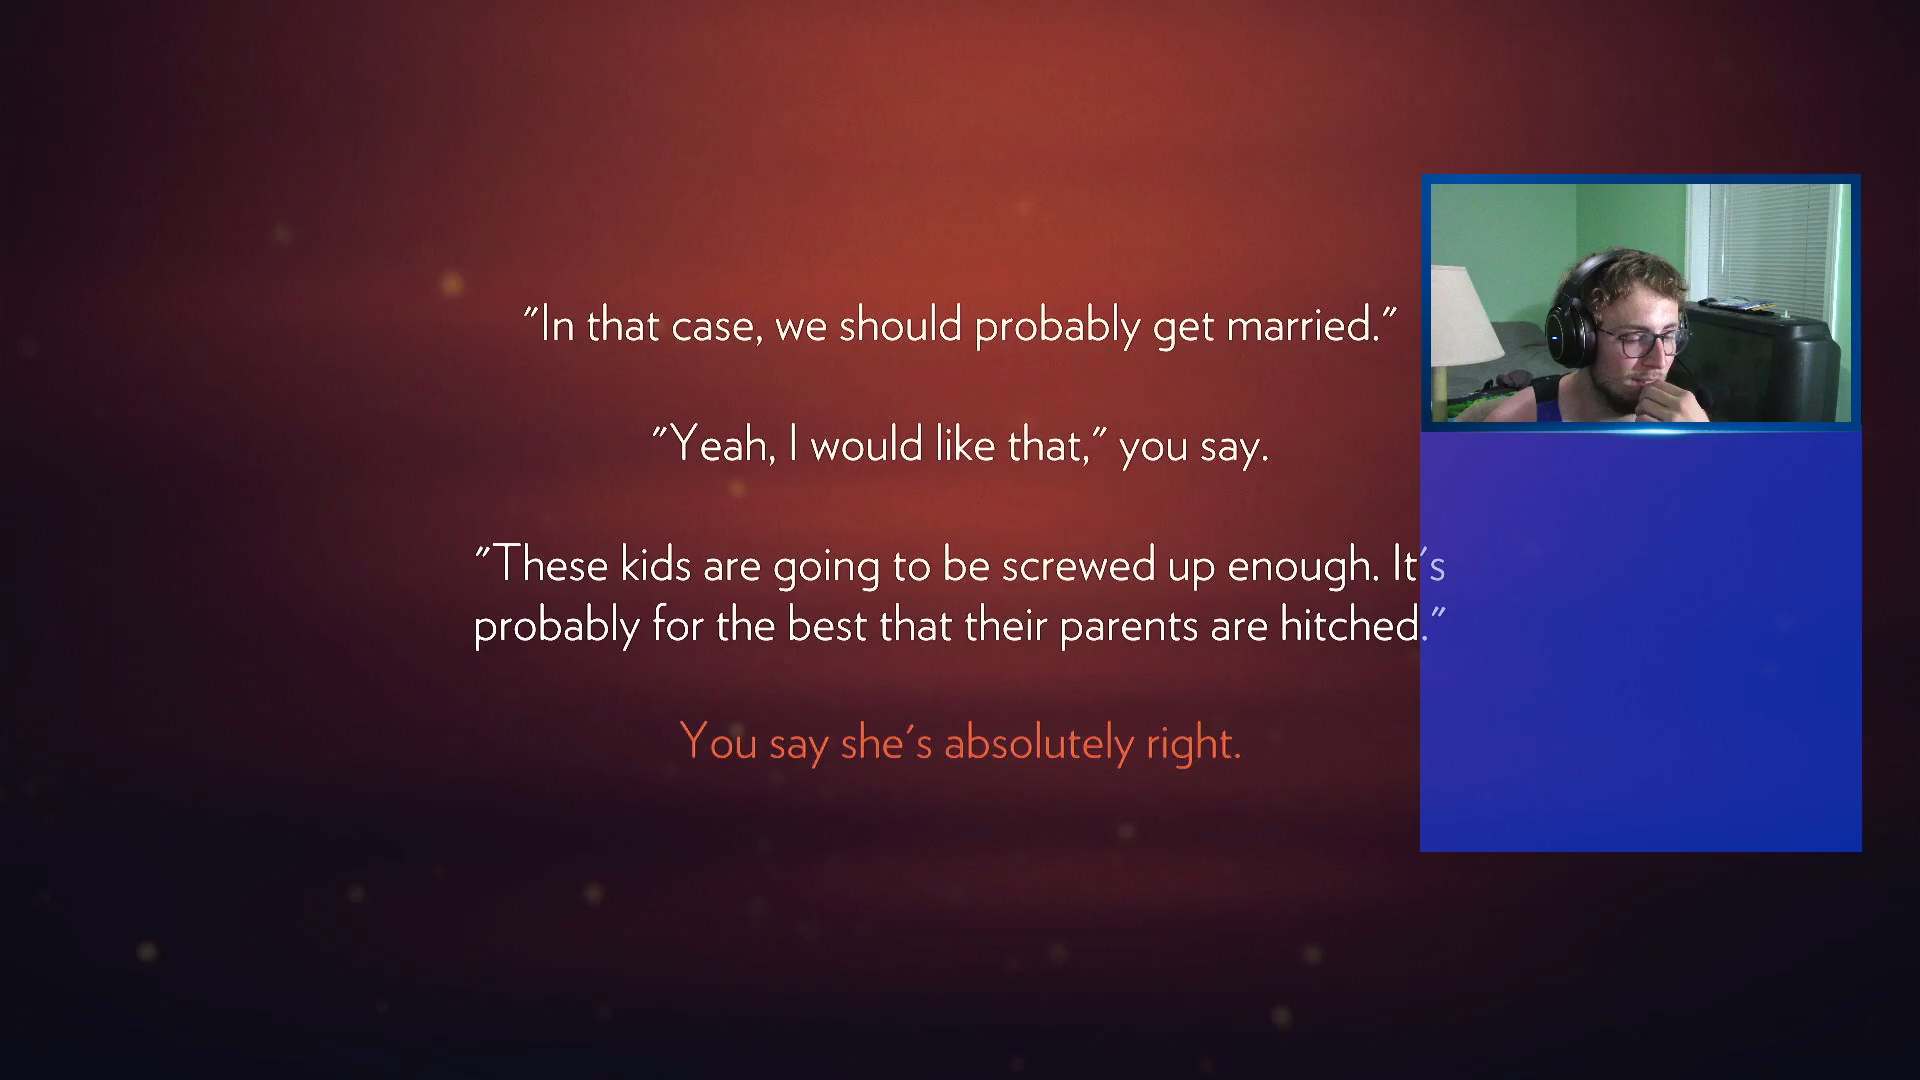 "In that case, we should probably get married."
"Yeah, I would like that," you say.
"These kids are going to be screwed up enough. It's
probably for the best that their parents are hitched."
You say she's absolutely right.